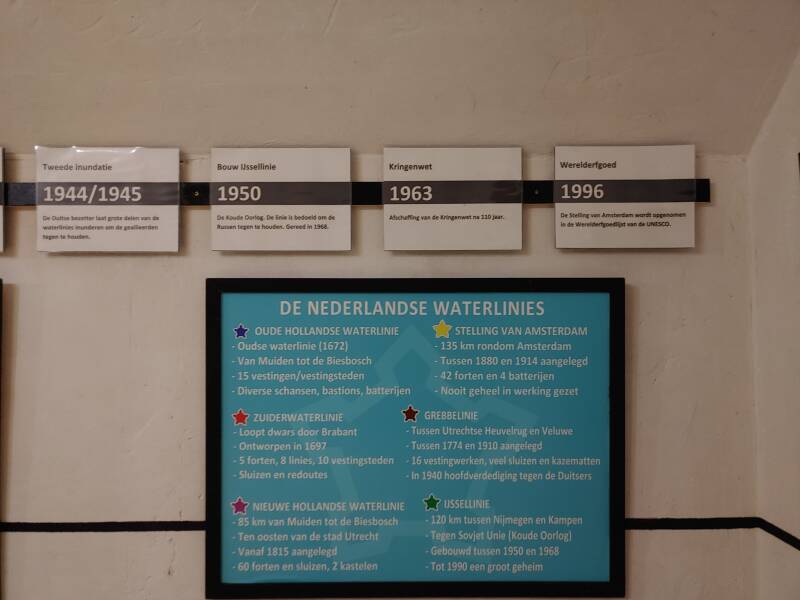 Tweede inundatie
1944/1945
De Duitse bezetter laat grote delen van de
waterlinies inunderen om de geallieerden
tegen te houden.
Bouw IJssellinie
1950
De Koude Oorlog. De linie is bedoeld om de
Russen tegen te houden. Gereed in 1968.
Kringenwet
1963
Afschaffing van de Kringenwet na 110 jaar.
Werelderfgoed
1996
De Stelling van Amsterdam wordt opgenomen
in de Werelderfgoedlijst van de UNESCO.
DE NEDERLANDSE WATERLINIES
OUDE HOLLANDSE WATERLINIE
- Oudse waterlinie (1672)
- Van Muiden tot de Biesbosch
- 15 vestingen/vestingsteden
- Diverse schansen, bastions, batterijen
ZUIDERWATERLINIE
- Loopt dwars door Brabant
- Ontworpen in 1697
- 5 forten, 8 linies, 10 vestingsteden
- Sluizen en redoutes
NIEUWE HOLLANDSE WATERLINIE
- 85 km van Muiden tot de Biesbosch
- Ten oosten van de stad Utrecht
- Vanaf 1815 aangelegd
- 60 forten en sluizen, 2 kastelen
STELLING VAN AMSTERDAM
- 135 km rondom Amsterdam
- Tussen 1880 en 1914 aangelegd
- 42 forten en 4 batterijen
- Nooit geheel in werking gezet
GREBBELINIE
- Tussen Utrechtse Heuvelrug en Veluwe
- Tussen 1774 en 1910 aangelegd
- 16 vestingwerken, veel sluizen en kazematten
- In 1940 hoofdverdediging tegen de Duitsers
IJSSELLINIE
- 120 km tussen Nijmegen en Kampen
- Tegen Sovjet Unie (Koude Oorlog)
- Gebouwd tussen 1950 en 1968
- Tot 1990 een groot geheim